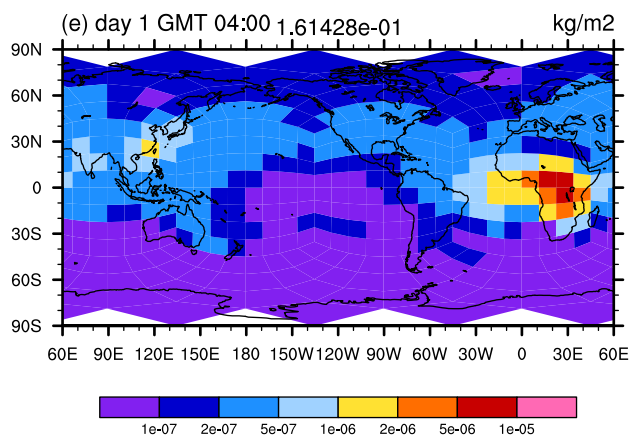 (e) day 1 GMT 04:00 1.61428e-01 kg/m2
90N
60N
30N
0
30S
60S
90S
60E 90E 120E 150E 180 150W 120W 90W 60W 30W 0 30E 60E
1e-07 2e-07 5e-07 1e-06 2e-06 5e-06 1e-05